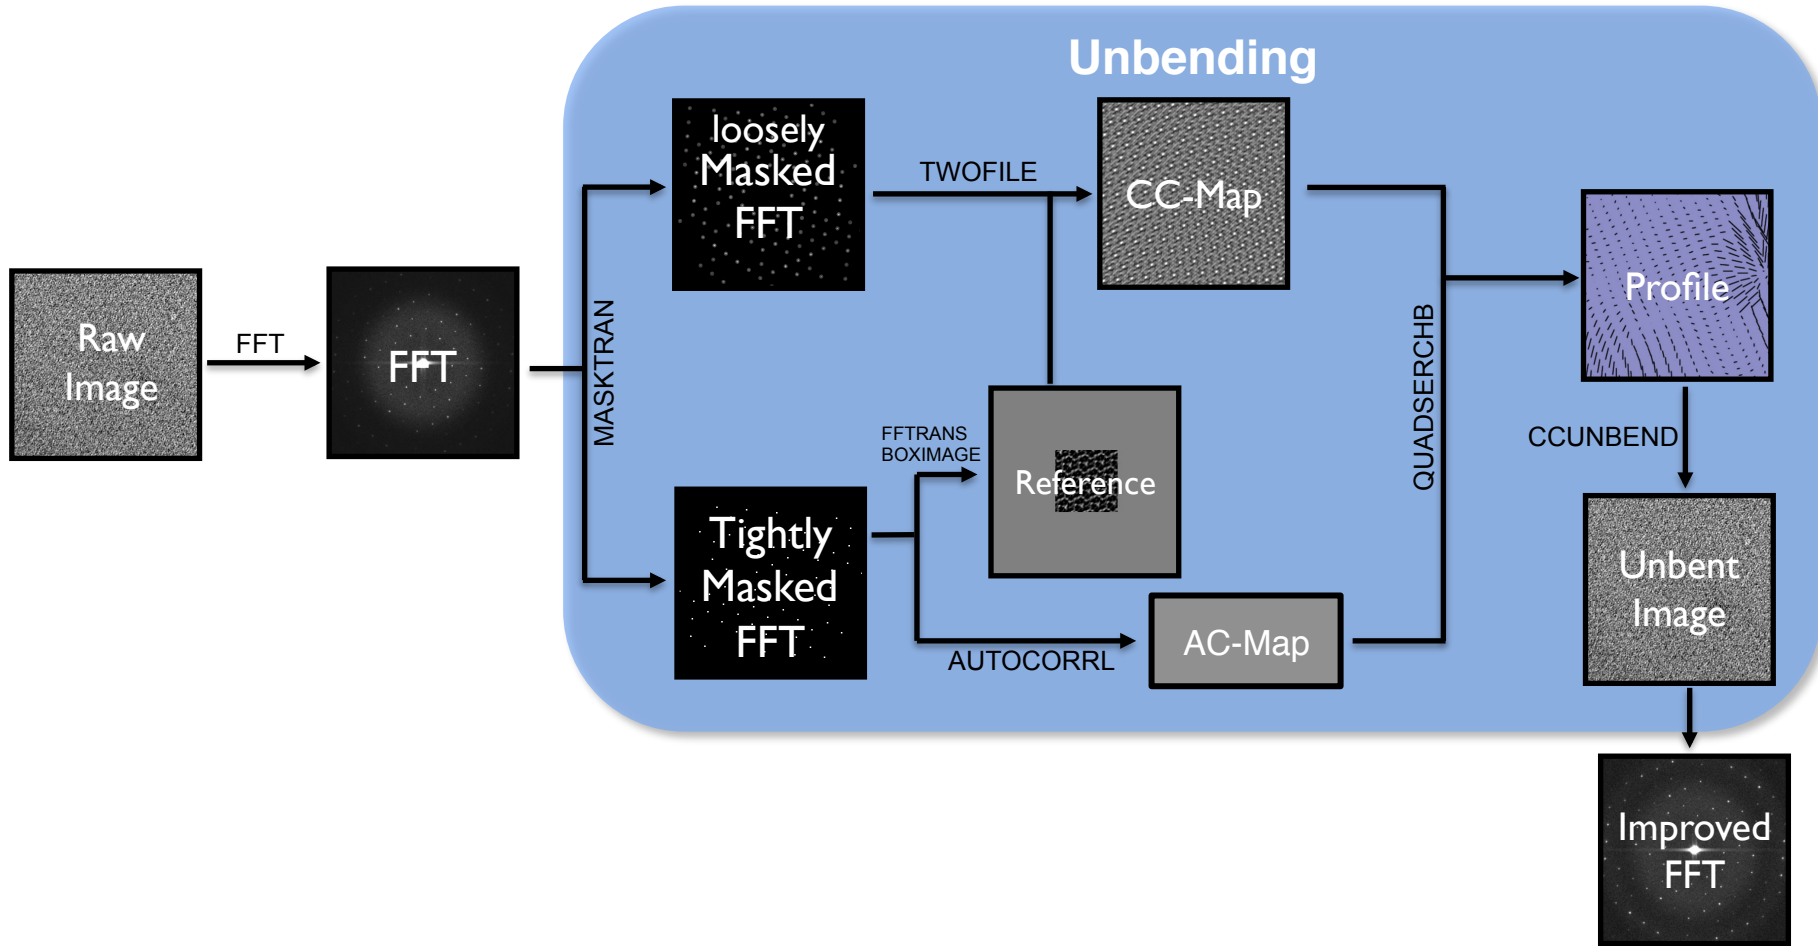 Unbending
Raw
Image
FFT
FFT
MASKTRAN
loosely
Masked
FFT
TWOFILE
CC-Map
Tightly
Masked
FFT
FFTRANS
BOXIMAGE
Reference
AUTOCORRL
AC-Map
QUADSERCHB
Profile
CCUNBEND
Unbent
Image
Improved
FFT